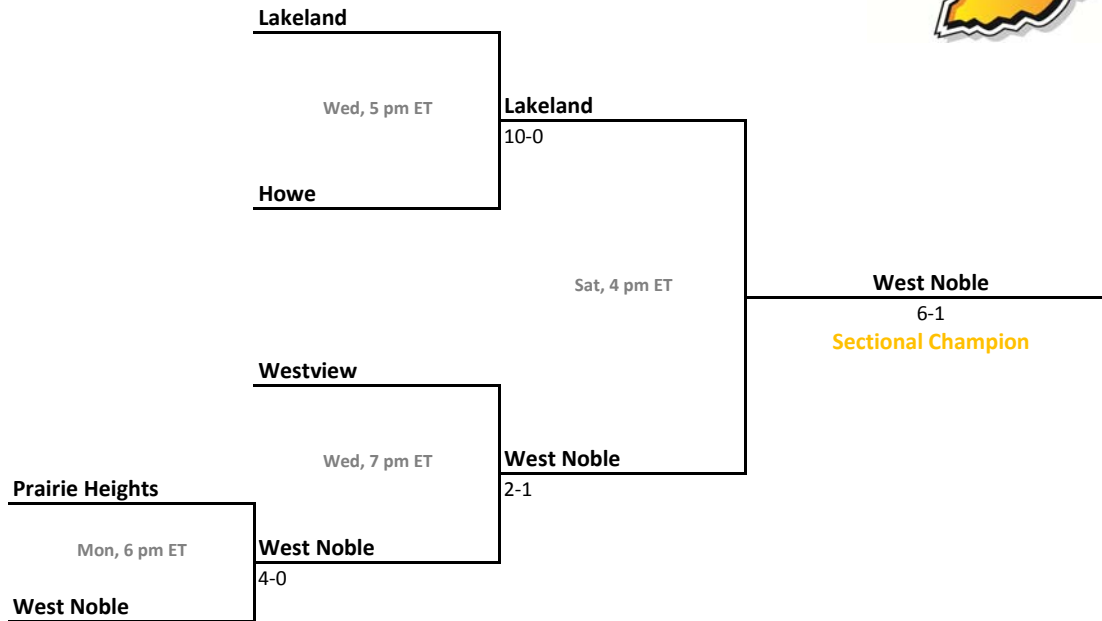 Lakeland
Wed, 5 pm ET
Lakeland
10-0
Howe
Sat, 4 pm ET
West Noble
6-1
Sectional Champion
Westview
Wed, 7 pm ET
West Noble
2-1
Prairie Heights
Mon, 6 pm ET
West Noble
4-0
West Noble